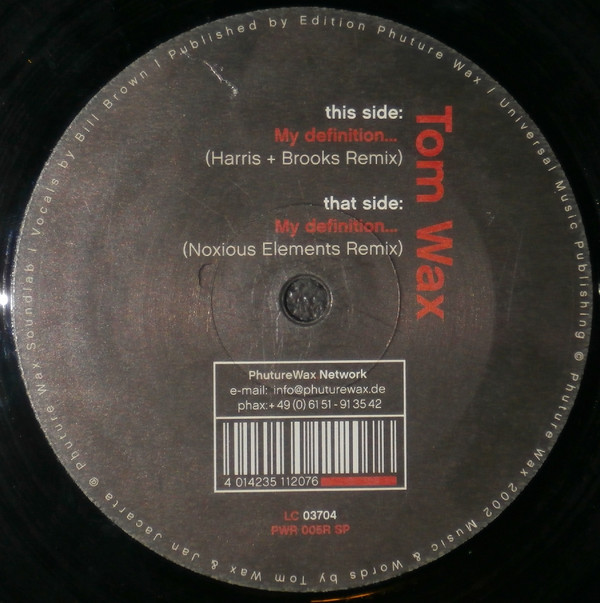 Tom Wax
this side:
My definition...
(Harris + Brooks Remix)
that side:
My definition...
(Noxious Elements Remix)
PhutureWax Network
e-mail: info@phuturewax.de
phax:+49 (0) 61 51 - 91 35 42
4 014235 112076
LC 03704
PWR 005R SP
℗ Phuture Wax Soundlab I Vocals by Bill Brown I Published by Edition Phuture Wax / Universal Music Publishing ℗ Phuture Wax 2002 Music & Words by Tom Wax & Jan Jacarta